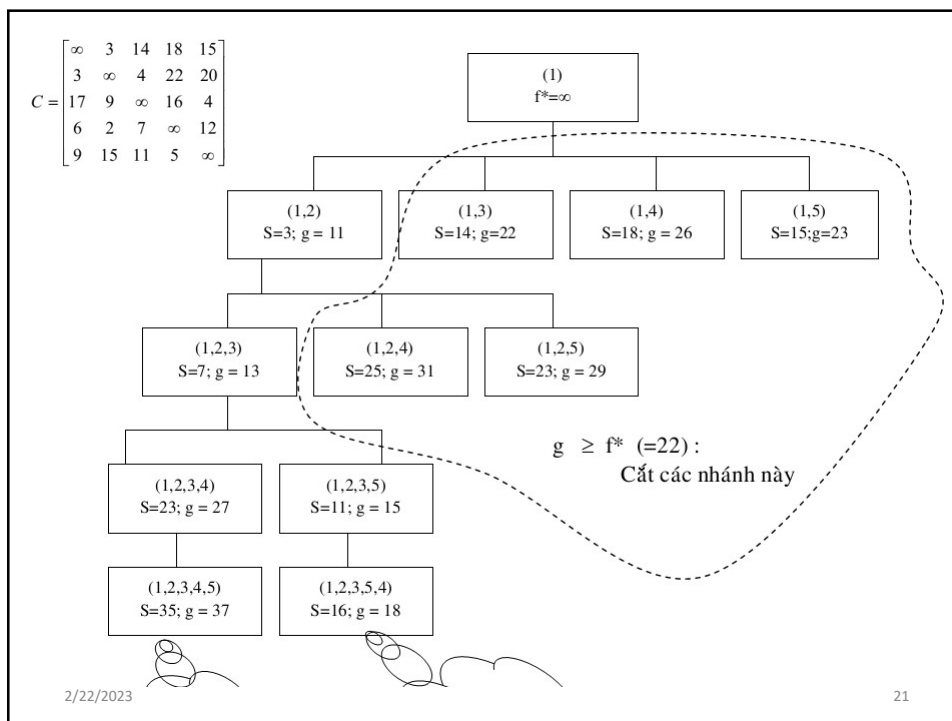 C =
∞ 3 14 18 15
3 ∞ 4 22 20
17 9 ∞ 16 4
6 2 7 ∞ 12
9 15 11 5 ∞
(1)
f*=∞
(1,2)
S=3; g = 11
(1,3)
S=14; g=22
(1,4)
S=18; g = 26
(1,5)
S=15;g=23
(1,2,3)
S=7; g = 13
(1,2,4)
S=25; g = 31
(1,2,5)
S=23; g = 29
g ≥ f* (=22) :
Cắt các nhánh này
(1,2,3,4)
S=23; g = 27
(1,2,3,5)
S=11; g = 15
(1,2,3,4,5)
S=35; g = 37
(1,2,3,5,4)
S=16; g = 18
2/22/2023
21